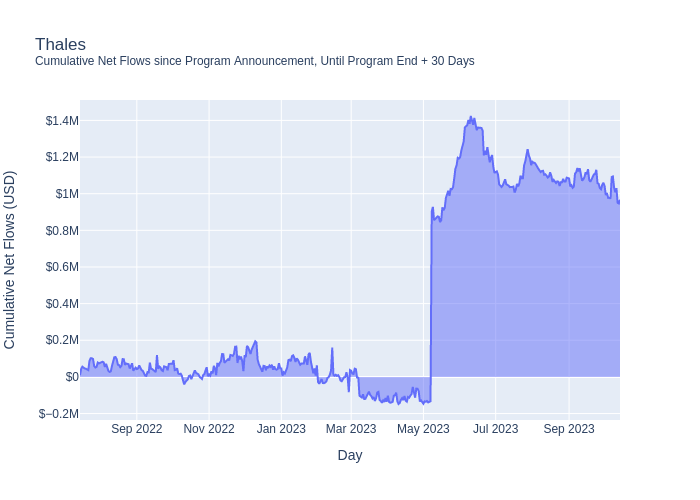 Thales
Cumulative Net Flows since Program Announcement, Until Program End + 30 Days
Cumulative Net Flows (USD)
$1.4M
$1.2M
$1M
$0.8M
$0.6M
$0.4M
$0.2M
$0
$−0.2M
Sep 2022 Nov 2022 Jan 2023 Mar 2023 May 2023 Jul 2023 Sep 2023
Day